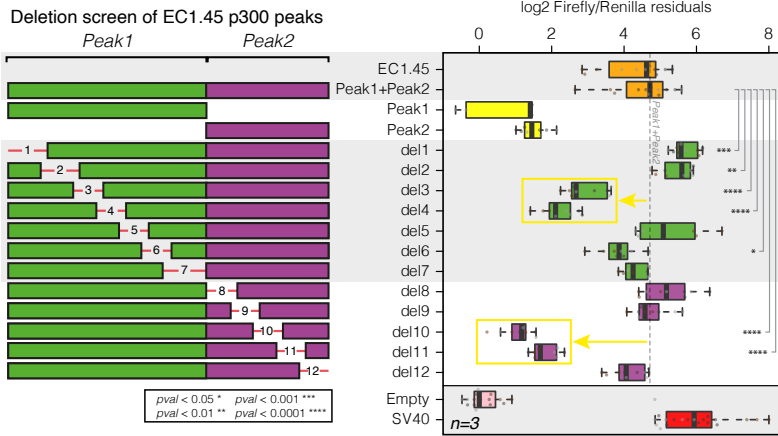 Deletion screen of EC1.45 p300 peaks
Peak1 Peak2
1
2
3
4
5
6
7
8
9
10
11
12
pval < 0.05 * pval < 0.001 ***
pval < 0.01 ** pval < 0.0001 ****
log2 Firefly/Renilla residuals
0 2 4 6 8
EC1.45
Peak1+Peak2
Peak1
Peak2
del1
del2
del3
del4
del5
del6
del7
del8
del9
del10
del11
del12
Empty
SV40
Peak1+Peak2
***
**
****
****
*
****
****
n=3